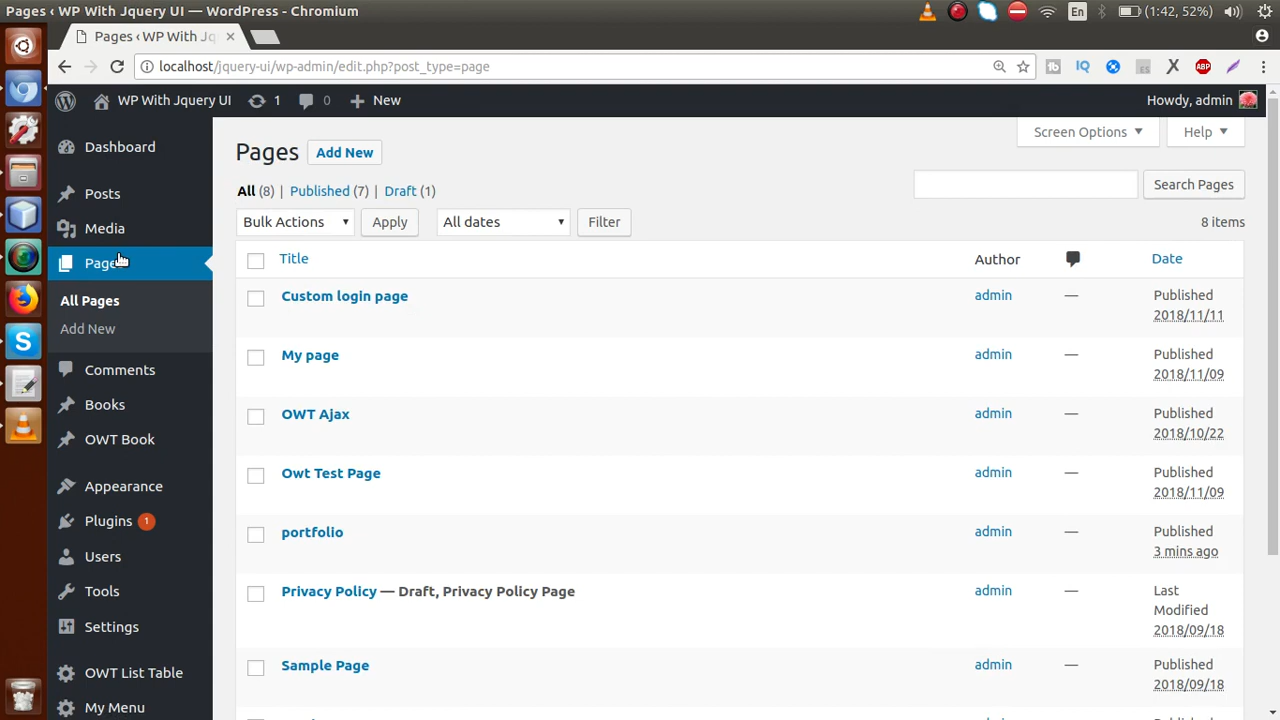 Pages ‹ WP With Jquery UI — WordPress - Chromium
En
(1:42, 52%)
Pages ‹ WP With Jq
localhost/jquery-ui/wp-admin/edit.php?post_type=page
IQ
ABP
WP With Jquery UI
1
0
New
Howdy, admin
Dashboard
Posts
Media
Pages
All Pages
Add New
Comments
Books
OWT Book
Appearance
Plugins 1
Users
Tools
Settings
OWT List Table
My Menu
Screen Options
Help
Pages
Add New
All (8) | Published (7) | Draft (1)
Search Pages
Bulk Actions
Apply
All dates
Filter
8 items
Title Author Date
Custom login page admin — Published
2018/11/11
My page admin — Published
2018/11/09
OWT Ajax admin — Published
2018/10/22
Owt Test Page admin — Published
2018/11/09
portfolio admin — Published
3 mins ago
Privacy Policy — Draft, Privacy Policy Page admin — Last
Modified
2018/09/18
Sample Page admin — Published
2018/09/18